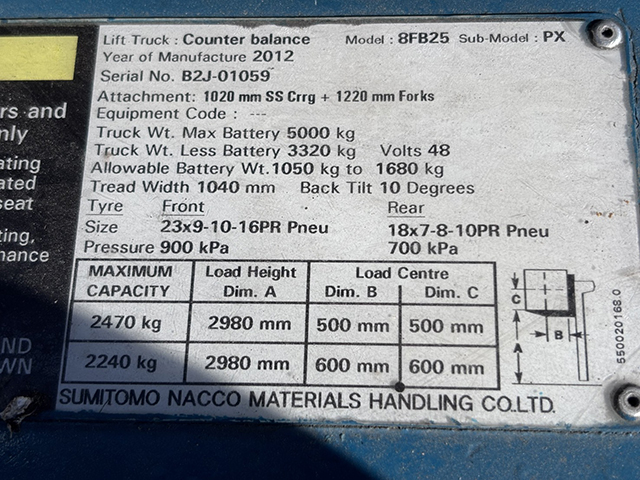 Lift Truck : Counter balance Model : 8FB25 Sub-Model : PX
Year of Manufacture 2012
Serial No. B2J-01059
Attachment: 1020 mm SS Crrg + 1220 mm Forks
Equipment Code : ---
Truck Wt. Max Battery 5000 kg
Truck Wt. Less Battery 3320 kg Volts 48
Allowable Battery Wt. 1050 kg to 1680 kg
Tread Width 1040 mm Back Tilt 10 Degrees
Tyre Front Rear
Size 23x9-10-16PR Pneu 18x7-8-10PR Pneu
Pressure 900 kPa 700 kPa
MAXIMUM CAPACITY Load Height Dim. A Load Centre Dim. B Dim. C
2470 kg 2980 mm 500 mm 500 mm
2240 kg 2980 mm 600 mm 600 mm
C
B
A
550020168.0
SUMITOMO NACCO MATERIALS HANDLING CO.LTD.
rs and
nly
ating
ated
seat
ting,
nance
ND
WN